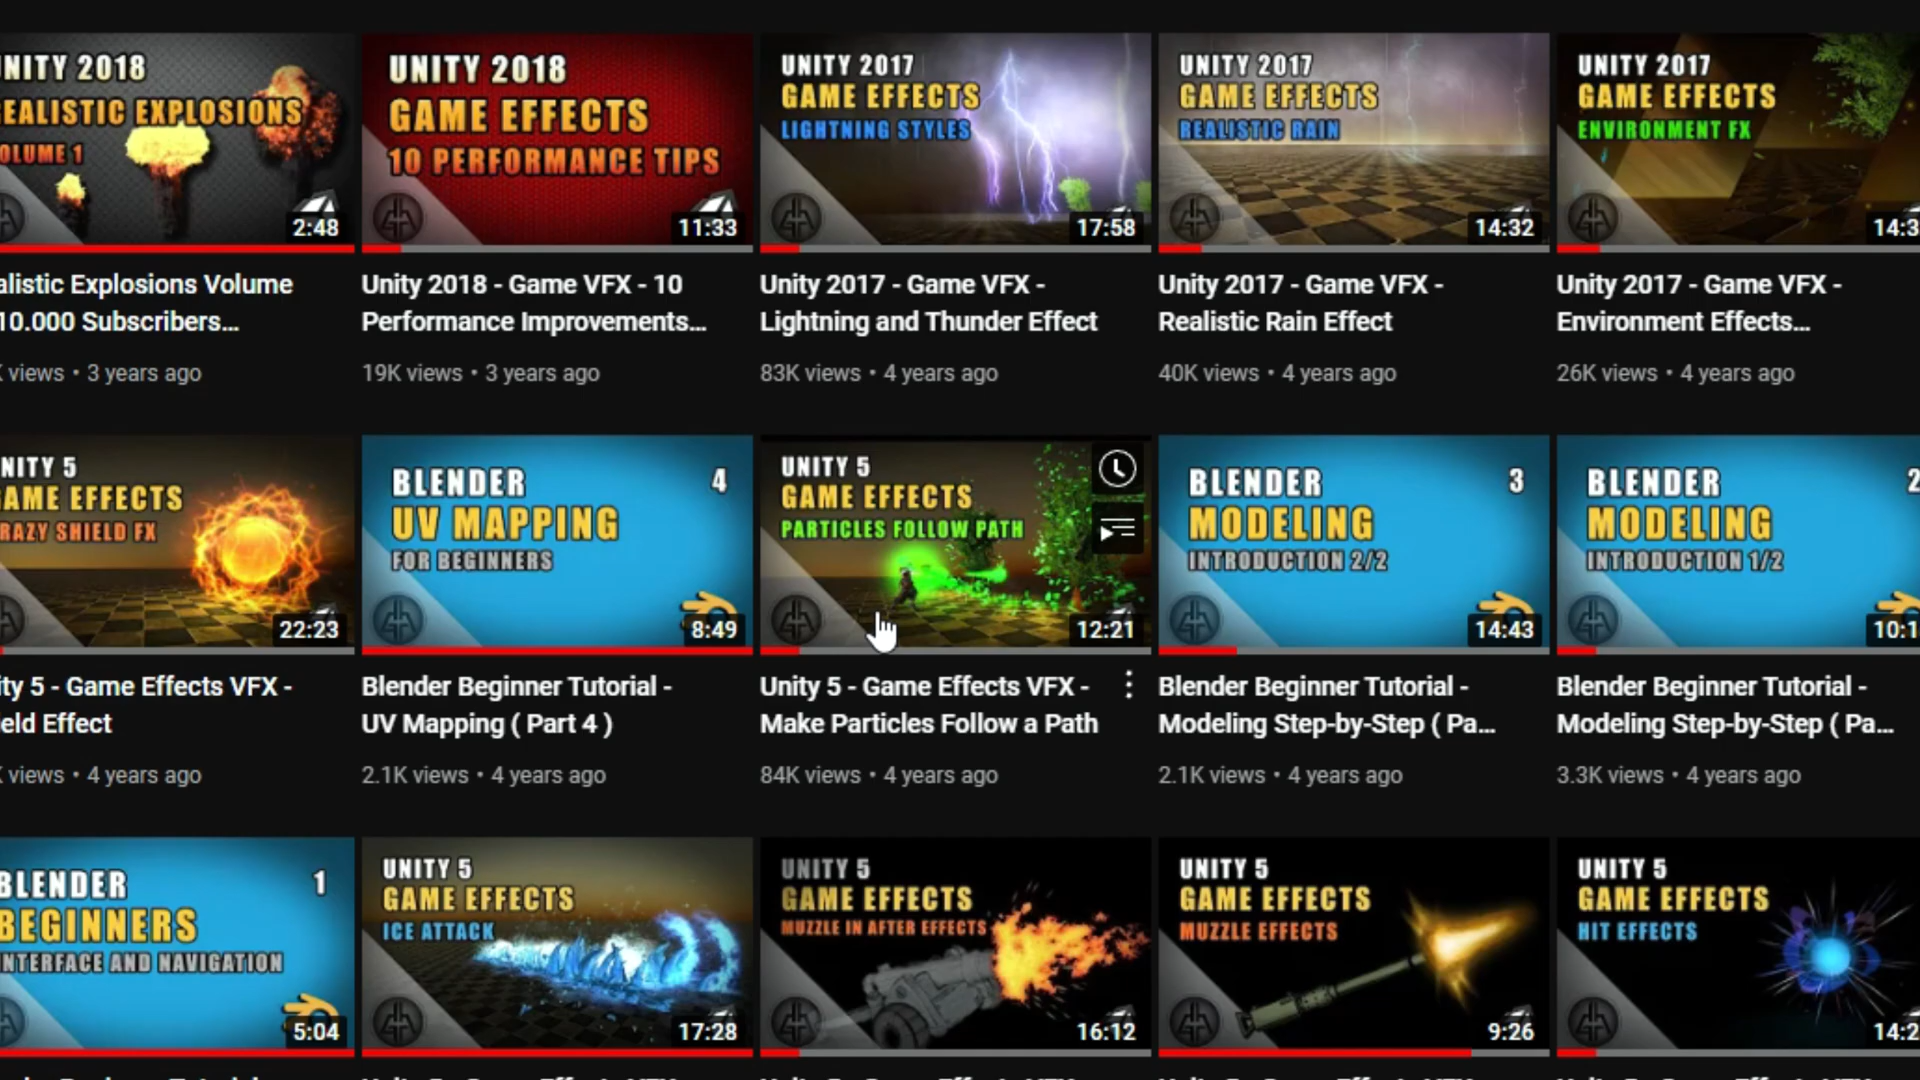 NITY 2018
EALISTIC EXPLOSIONS
OLUME 1
2:48
UNITY 2018
GAME EFFECTS
10 PERFORMANCE TIPS
11:33
UNITY 2017
GAME EFFECTS
LIGHTNING STYLES
17:58
UNITY 2017
GAME EFFECTS
REALISTIC RAIN
14:32
UNITY 2017
GAME EFFECTS
ENVIRONMENT FX
14:3
alistic Explosions Volume
10.000 Subscribers...
K views • 3 years ago
Unity 2018 - Game VFX - 10
Performance Improvements...
19K views • 3 years ago
Unity 2017 - Game VFX -
Lightning and Thunder Effect
83K views • 4 years ago
Unity 2017 - Game VFX -
Realistic Rain Effect
40K views • 4 years ago
Unity 2017 - Game VFX -
Environment Effects...
26K views • 4 years ago
NITY 5
GAME EFFECTS
RAZY SHIELD FX
22:23
BLENDER 4
UV MAPPING
FOR BEGINNERS
8:49
UNITY 5
GAME EFFECTS
PARTICLES FOLLOW PATH
12:21
BLENDER 3
MODELING
INTRODUCTION 2/2
14:43
BLENDER 2
MODELING
INTRODUCTION 1/2
10:1
ity 5 - Game Effects VFX -
ield Effect
K views • 4 years ago
Blender Beginner Tutorial -
UV Mapping ( Part 4 )
2.1K views • 4 years ago
Unity 5 - Game Effects VFX -
Make Particles Follow a Path
84K views • 4 years ago
Blender Beginner Tutorial -
Modeling Step-by-Step ( Pa...
2.1K views • 4 years ago
Blender Beginner Tutorial -
Modeling Step-by-Step ( Pa...
3.3K views • 4 years ago
BLENDER 1
BEGINNERS
INTERFACE AND NAVIGATION
5:04
UNITY 5
GAME EFFECTS
ICE ATTACK
17:28
UNITY 5
GAME EFFECTS
MUZZLE IN AFTER EFFECTS
16:12
UNITY 5
GAME EFFECTS
MUZZLE EFFECTS
9:26
UNITY 5
GAME EFFECTS
HIT EFFECTS
14:2